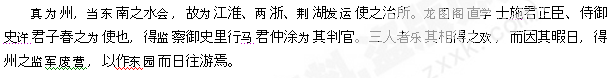 真为州，当东南之水会，故为江淮、两浙、荆湖发运使之治所。龙图阁直学士施君正臣、侍御
史许君子春之为使也，得监察御史里行马君仲涂为其判官。三人者乐其相得之欢，而因其暇日，得
州之监军废营，以作东园而日往游焉。